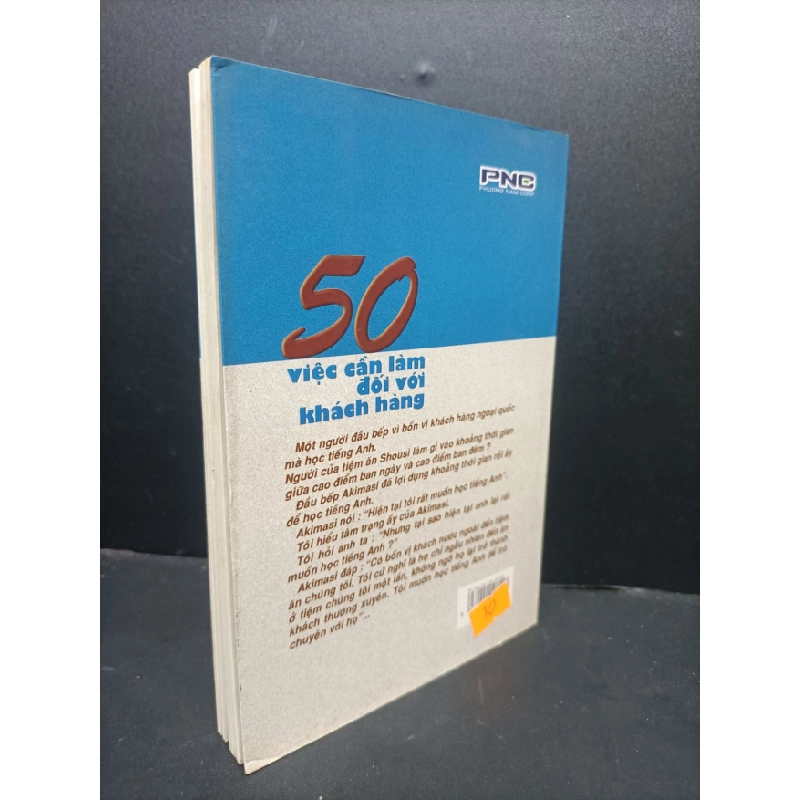 PNC
PHUONG NAM CORP
50
việc cần làm
đối với
khách hàng
Một người đầu bếp vì bốn vị khách hàng ngoại quốc
mà học tiếng Anh.
Người của tiệm ăn Shousi làm gì vào khoảng thời gian
giữa cao điểm ban ngày và cao điểm ban đêm ?
Đầu bếp Akimasi đã lợi dụng khoảng thời gian rỗi ấy
để học tiếng Anh.
Akimasi nói : "Hiện tại tôi rất muốn học tiếng Anh".
Tôi hiểu tâm trạng ấy của Akimasi.
Tôi hỏi anh ta : "Nhưng tại sao hiện tại anh lại rất
muốn học tiếng Anh ?"
Akimasi đáp : "Có bốn vị khách nước ngoài đến tiệm
ăn chúng tôi. Tôi cứ nghĩ là họ chỉ ngẫu nhiên đến ăn
ở tiệm chúng tôi một lần, không ngờ họ lại trở thành
khách thường xuyên. Tôi muốn học tiếng Anh để trò
chuyện với họ"...
10